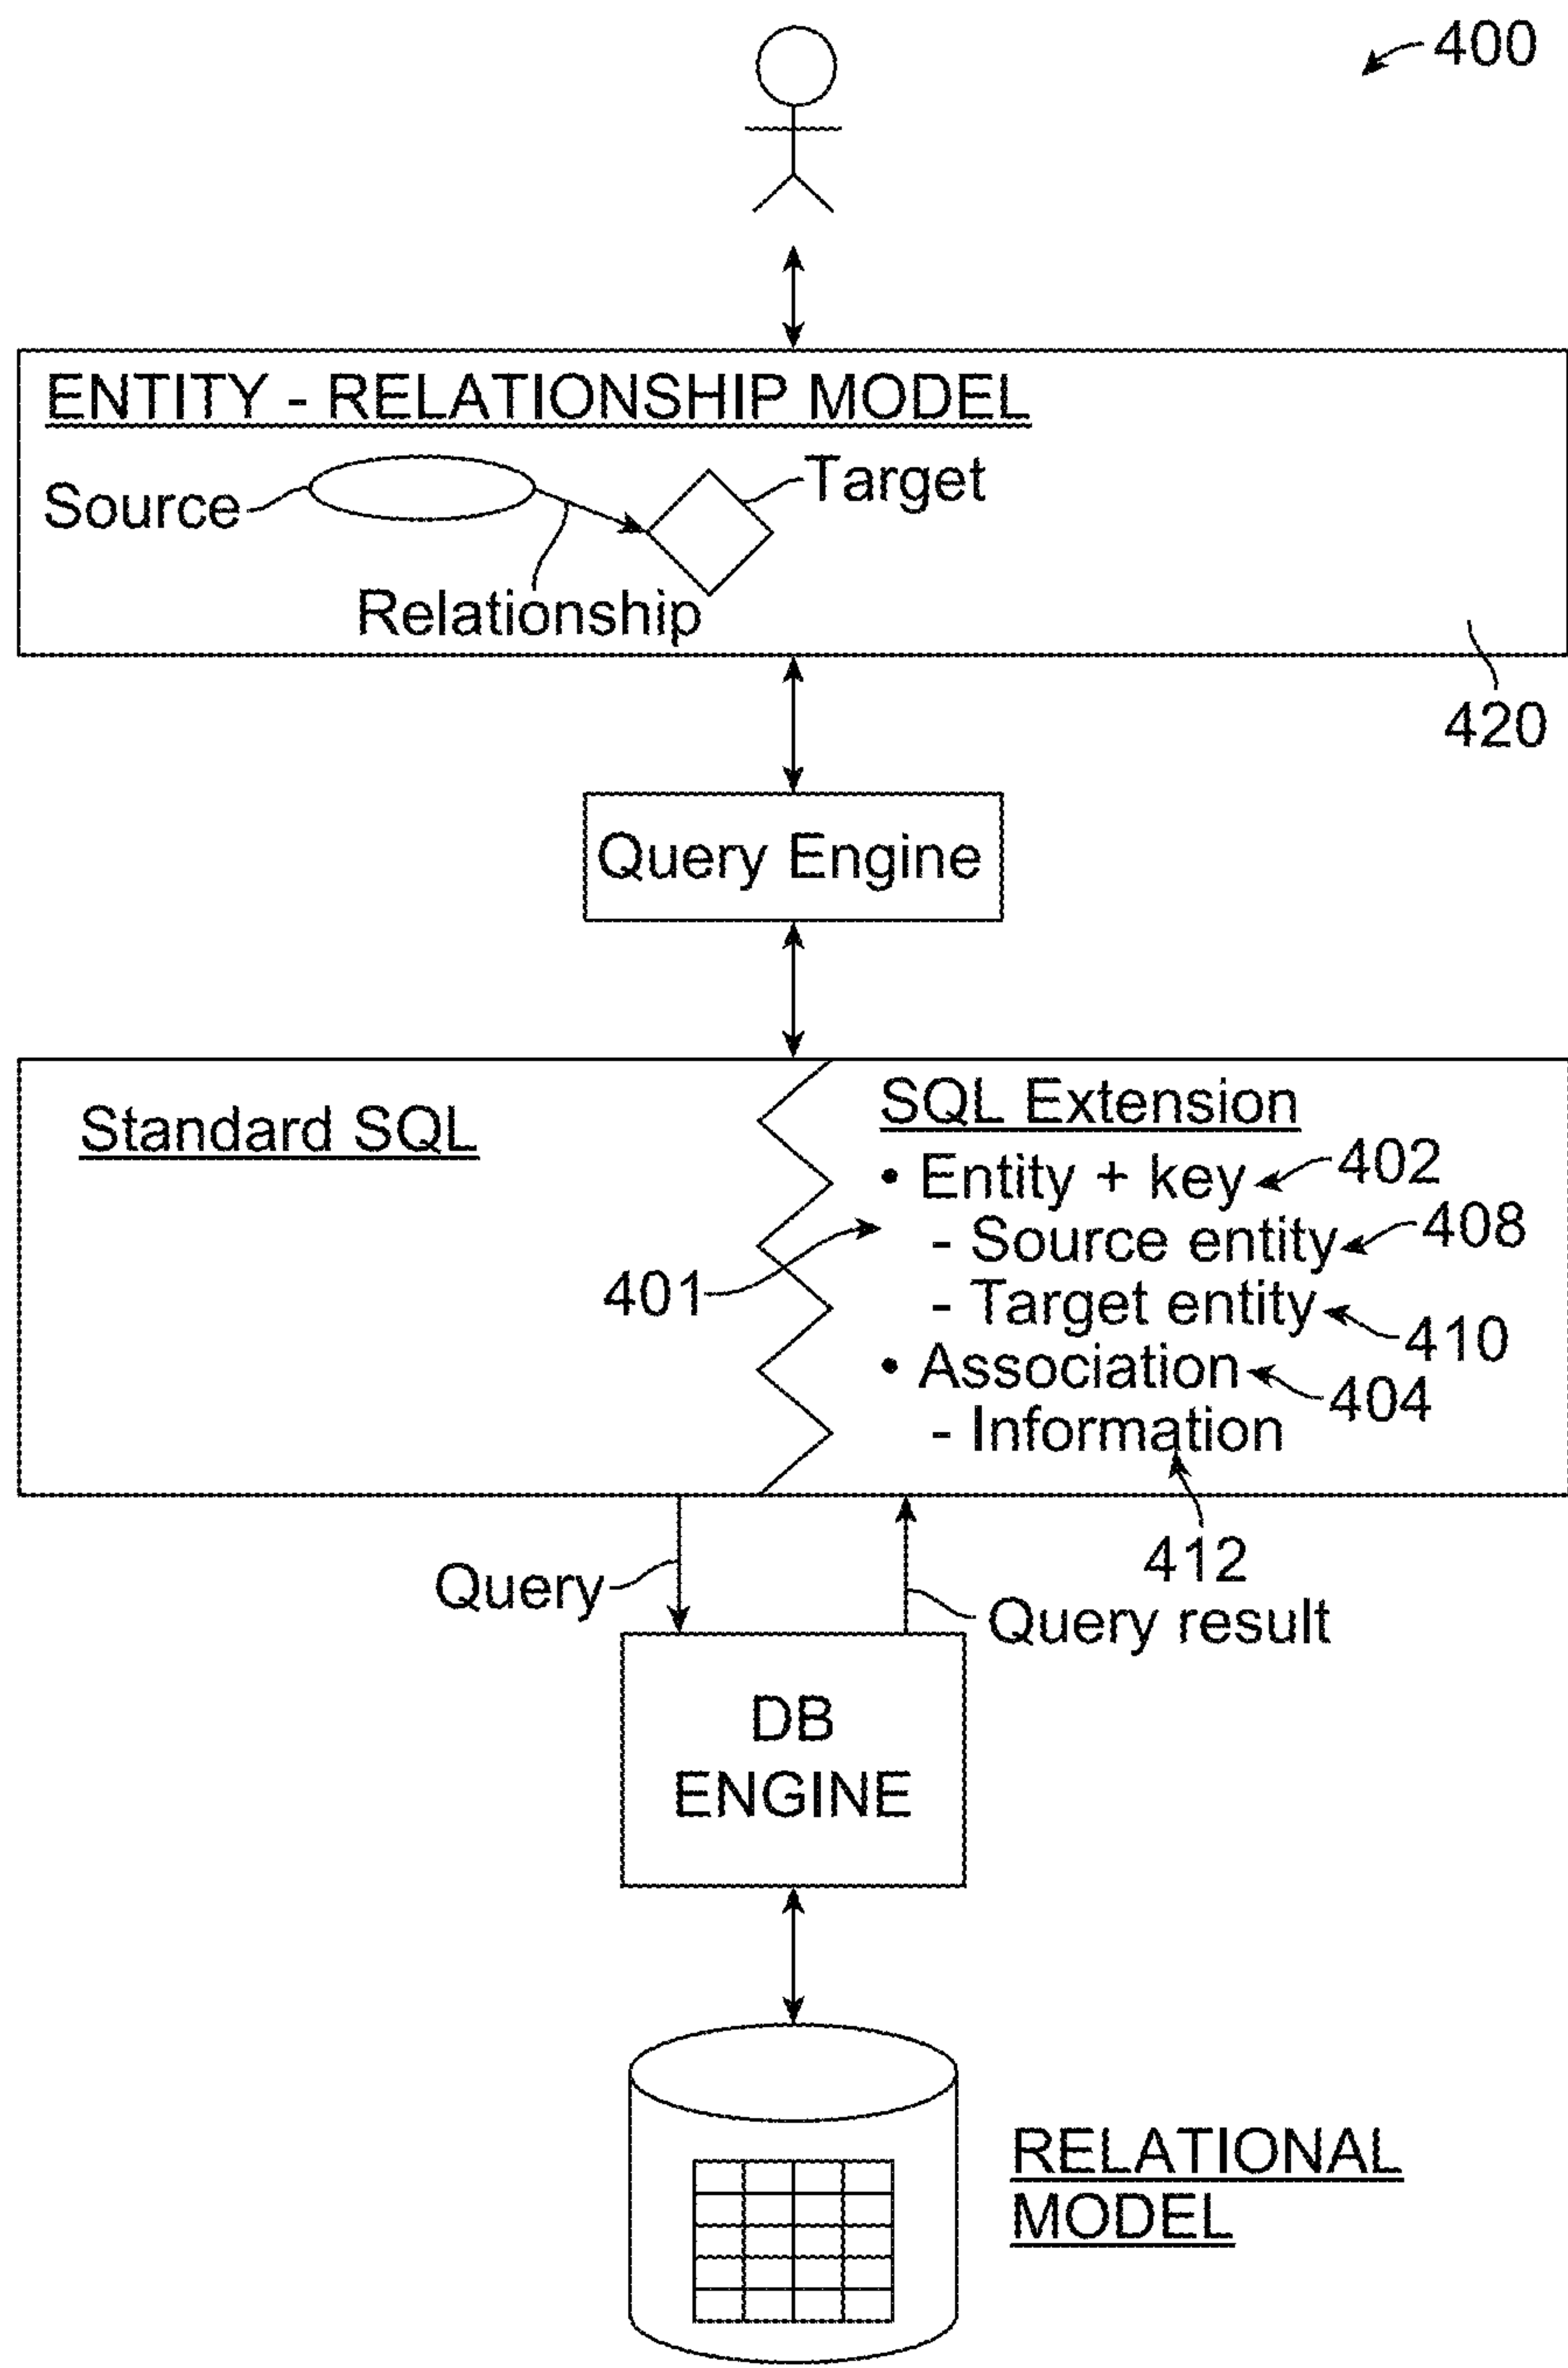 400
ENTITY - RELATIONSHIP MODEL
Source
Target
Relationship
420
Query Engine
Standard SQL
SQL Extension
• Entity + key
402
- Source entity
408
401
- Target entity
410
• Association
404
- Information
412
Query
Query result
DB
ENGINE
RELATIONAL
MODEL